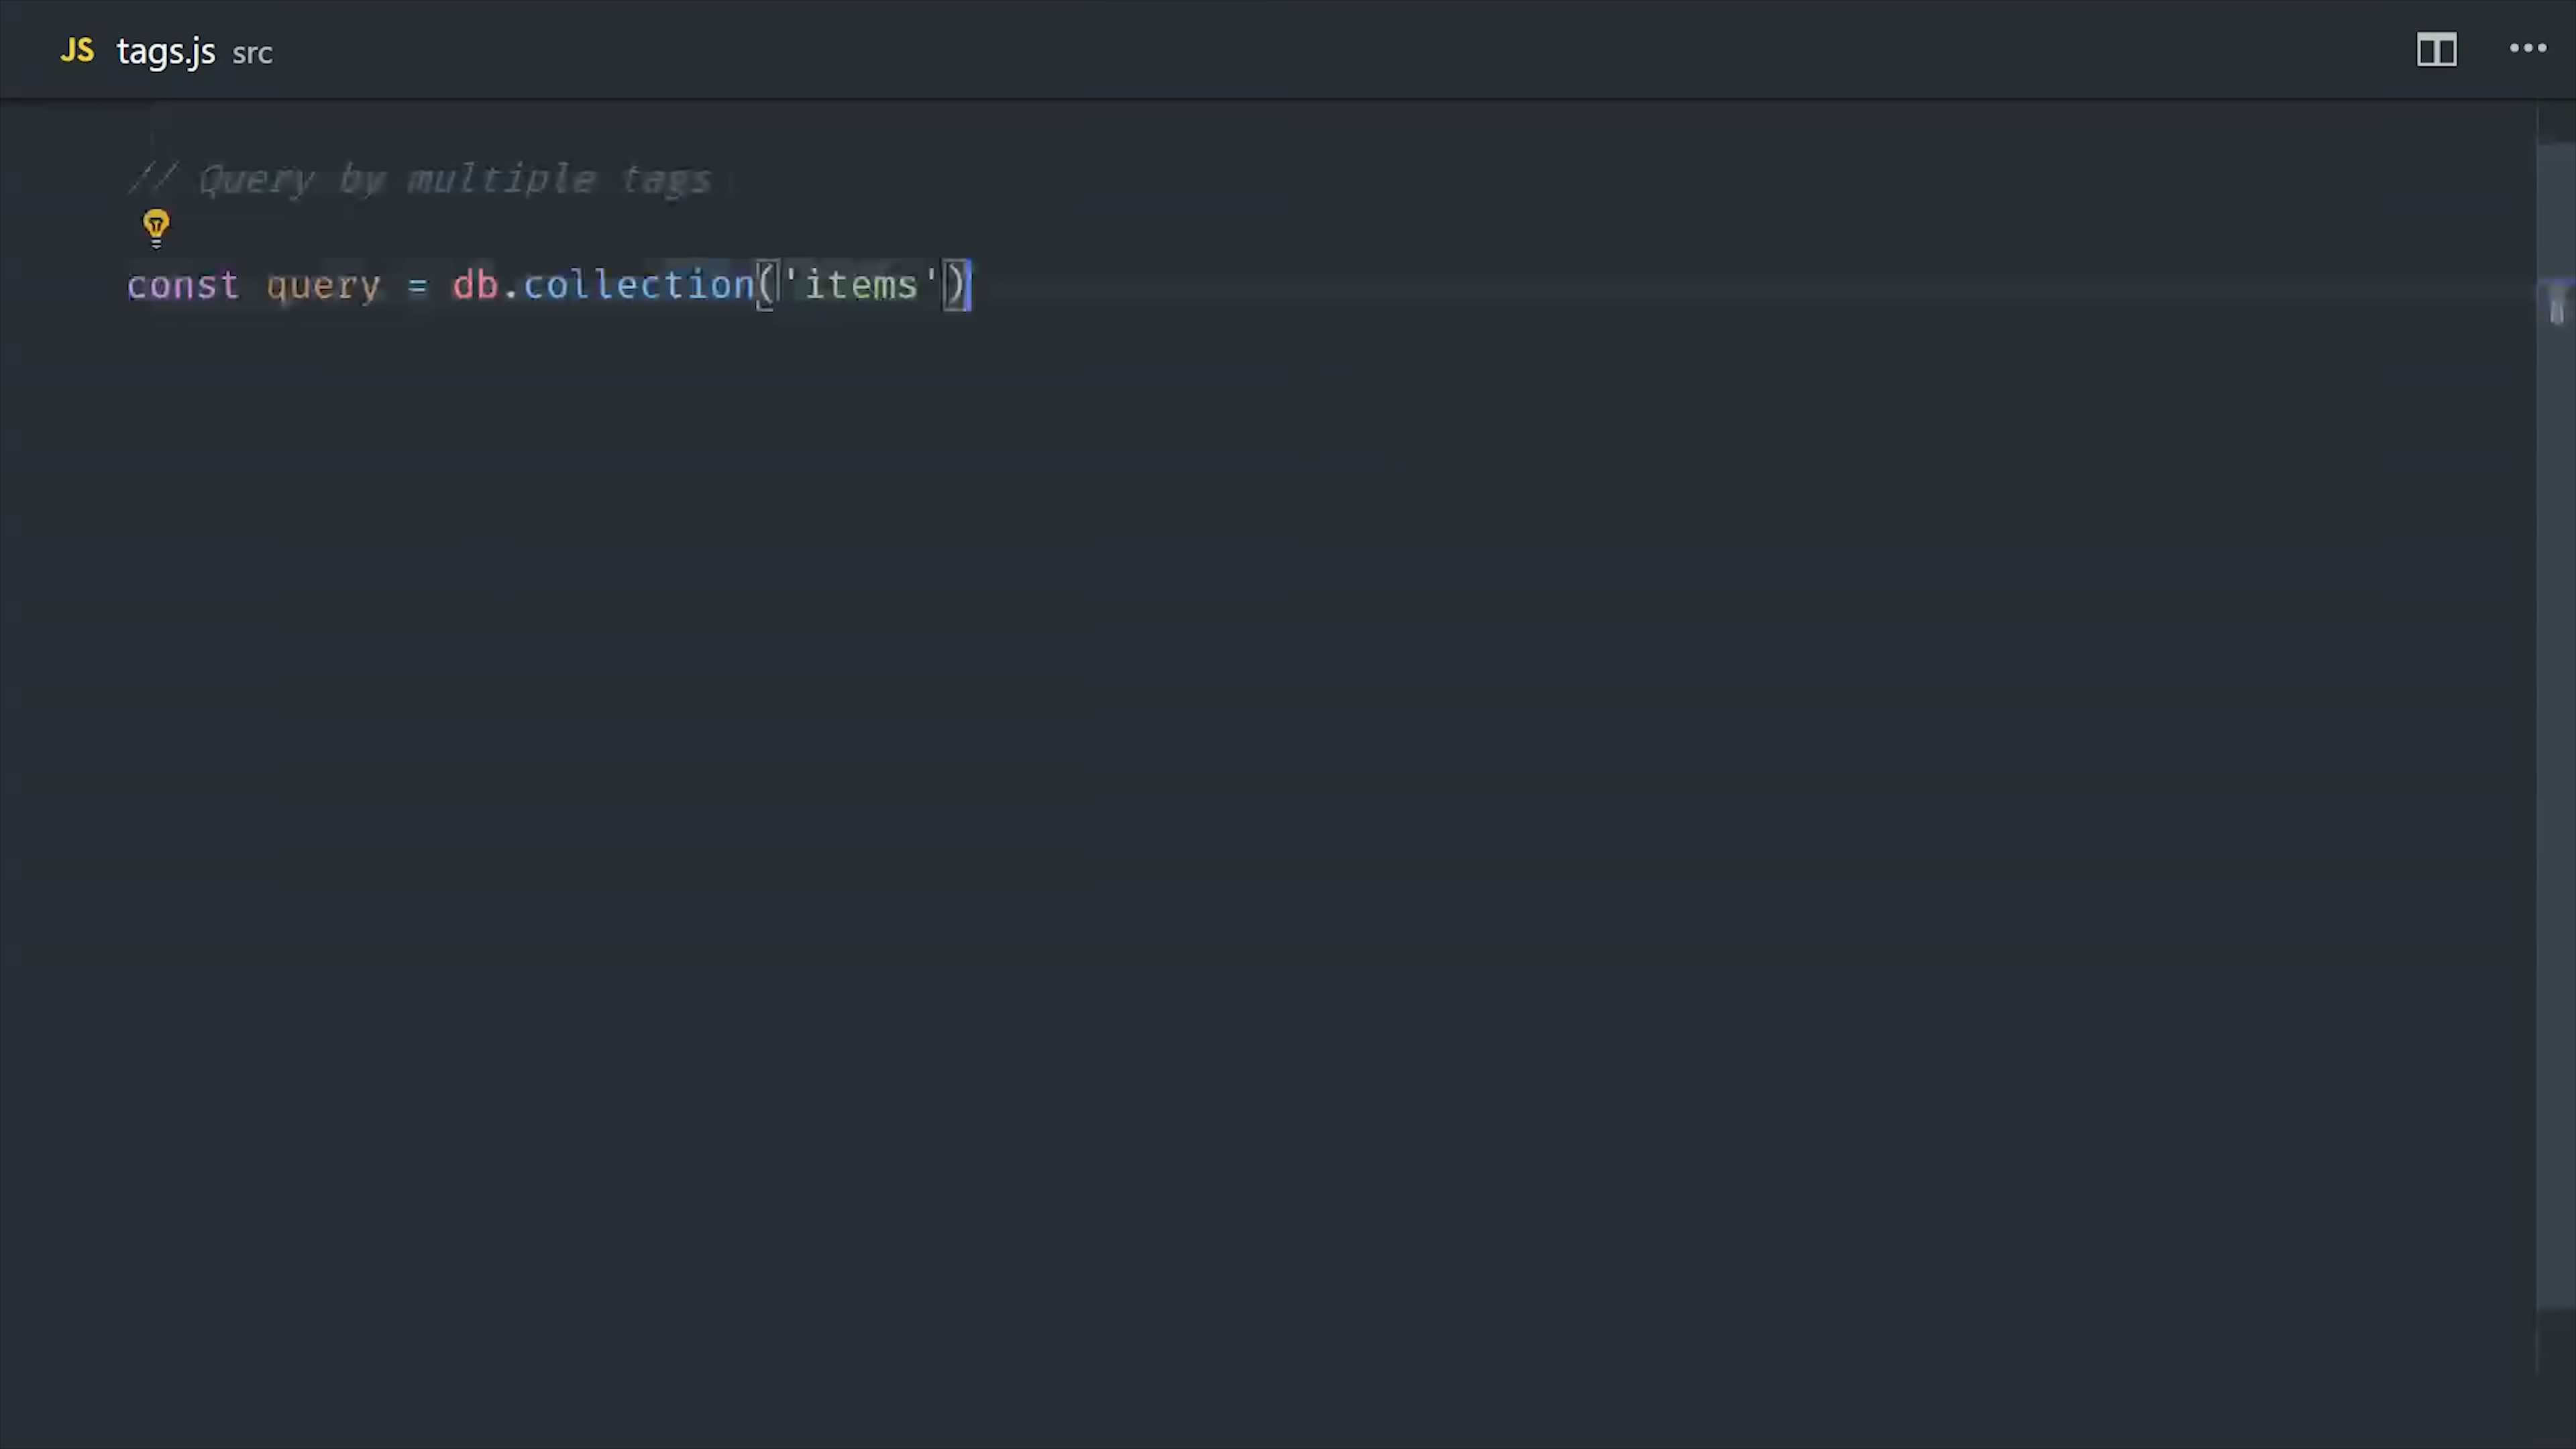 JS tags.js src
// Query by multiple tags
const query = db.collection('items')